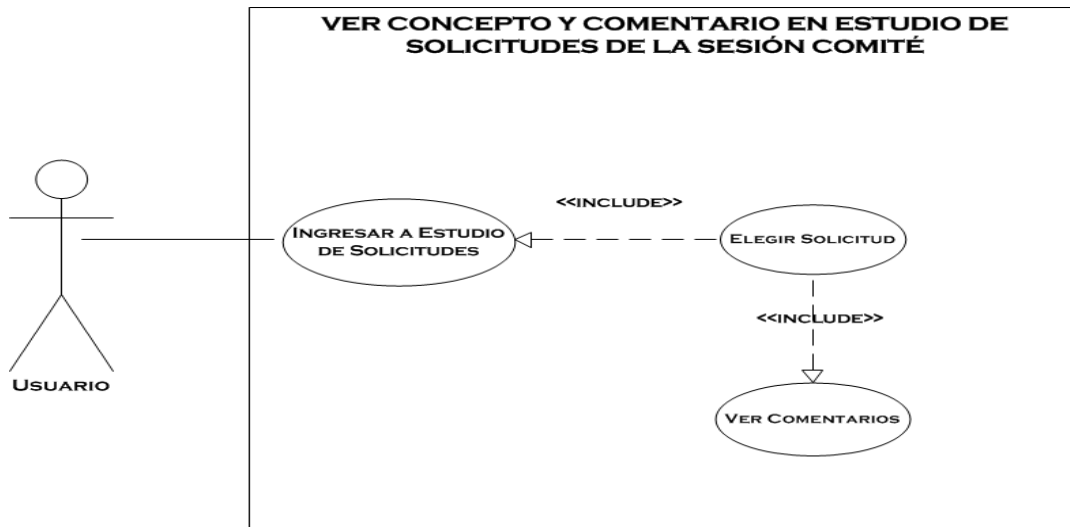 VER CONCEPTO Y COMENTARIO EN ESTUDIO DE
SOLICITUDES DE LA SESIÓN COMITÉ
<<INCLUDE>>
INGRESAR A ESTUDIO
DE SOLICITUDES
ELEGIR SOLICITUD
<<INCLUDE>>
USUARIO
VER COMENTARIOS